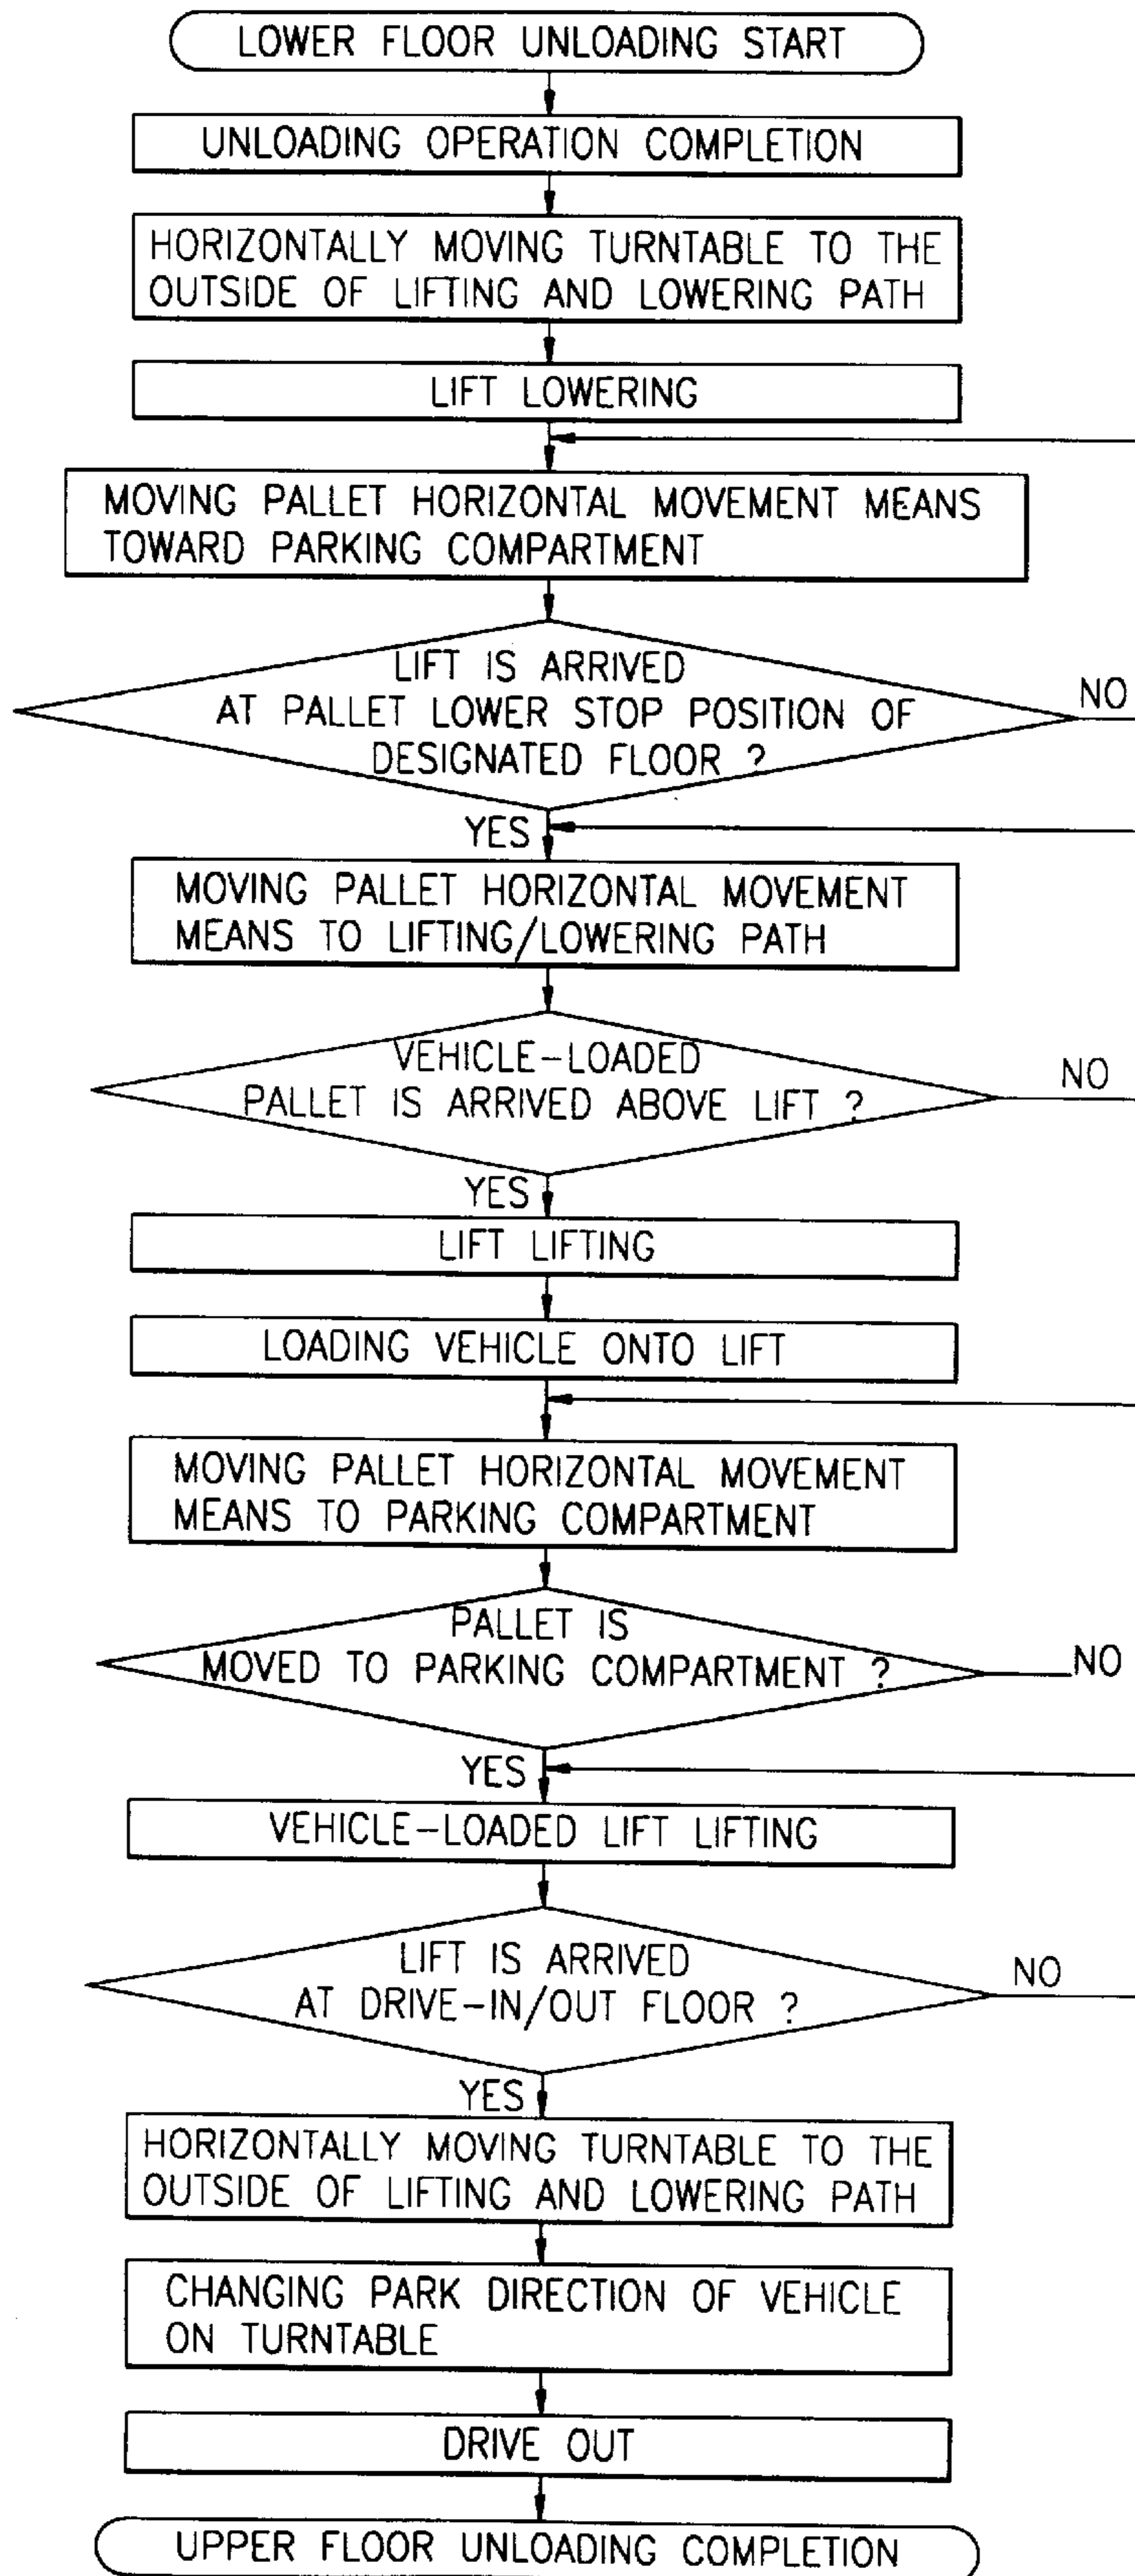 LOWER FLOOR UNLOADING START
UNLOADING OPERATION COMPLETION
HORIZONTALLY MOVING TURNTABLE TO THE
OUTSIDE OF LIFTING AND LOWERING PATH
LIFT LOWERING
MOVING PALLET HORIZONTAL MOVEMENT MEANS
TOWARD PARKING COMPARTMENT
LIFT IS ARRIVED
AT PALLET LOWER STOP POSITION OF
DESIGNATED FLOOR ?
NO
YES
MOVING PALLET HORIZONTAL MOVEMENT
MEANS TO LIFTING/LOWERING PATH
VEHICLE-LOADED
PALLET IS ARRIVED ABOVE LIFT ?
NO
YES
LIFT LIFTING
LOADING VEHICLE ONTO LIFT
MOVING PALLET HORIZONTAL MOVEMENT
MEANS TO PARKING COMPARTMENT
PALLET IS
MOVED TO PARKING COMPARTMENT ?
NO
YES
VEHICLE-LOADED LIFT LIFTING
LIFT IS ARRIVED
AT DRIVE-IN/OUT FLOOR ?
NO
YES
HORIZONTALLY MOVING TURNTABLE TO THE
OUTSIDE OF LIFTING AND LOWERING PATH
CHANGING PARK DIRECTION OF VEHICLE
ON TURNTABLE
DRIVE OUT
UPPER FLOOR UNLOADING COMPLETION